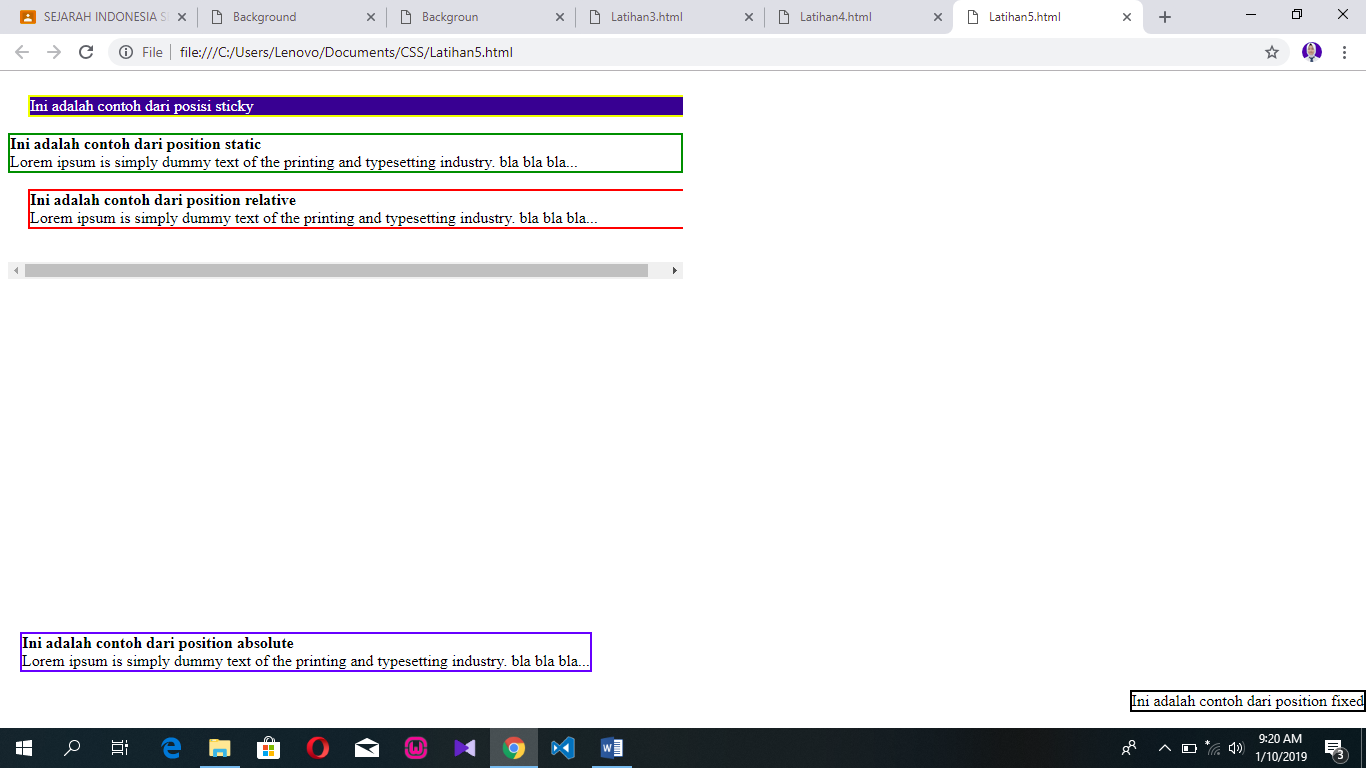 SEJARAH INDONESIA S
Background
Backgroun
Latihan3.html
Latihan4.html
Latihan5.html
File
file:///C:/Users/Lenovo/Documents/CSS/Latihan5.html
Ini adalah contoh dari posisi sticky
Ini adalah contoh dari position static
Lorem ipsum is simply dummy text of the printing and typesetting industry. bla bla bla...
Ini adalah contoh dari position relative
Lorem ipsum is simply dummy text of the printing and typesetting industry. bla bla bla...
Ini adalah contoh dari position absolute
Lorem ipsum is simply dummy text of the printing and typesetting industry. bla bla bla...
Ini adalah contoh dari position fixed
9:20 AM
1/10/2019
3